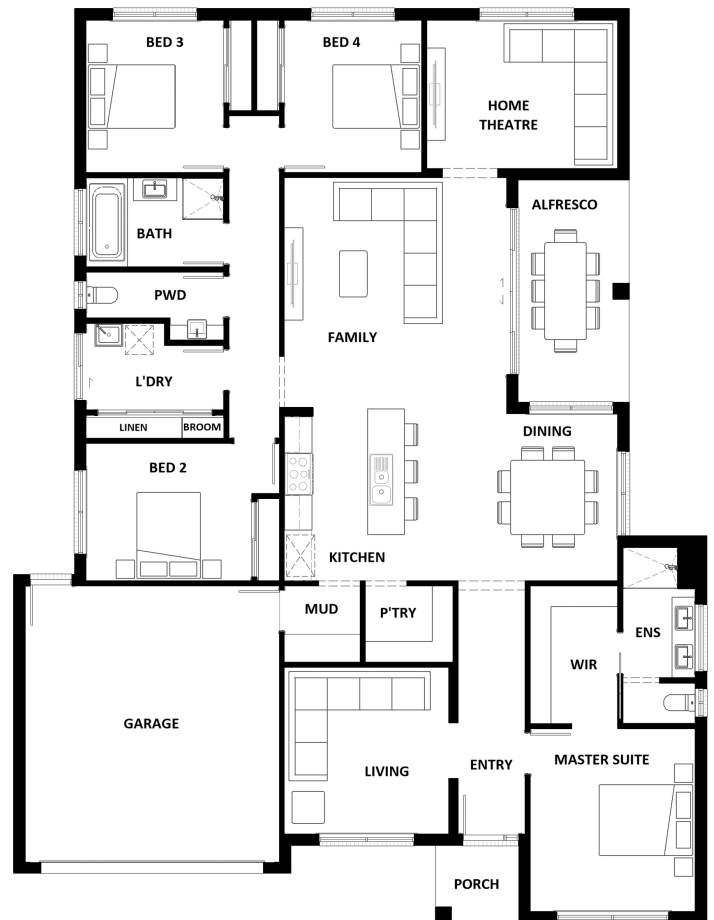 BED 3
BED 4
HOME
THEATRE
ALFRESCO
BATH
PWD
FAMILY
L'DRY
LINEN
BROOM
DINING
BED 2
KITCHEN
MUD
P'TRY
ENS
WIR
GARAGE
LIVING
ENTRY
MASTER SUITE
PORCH